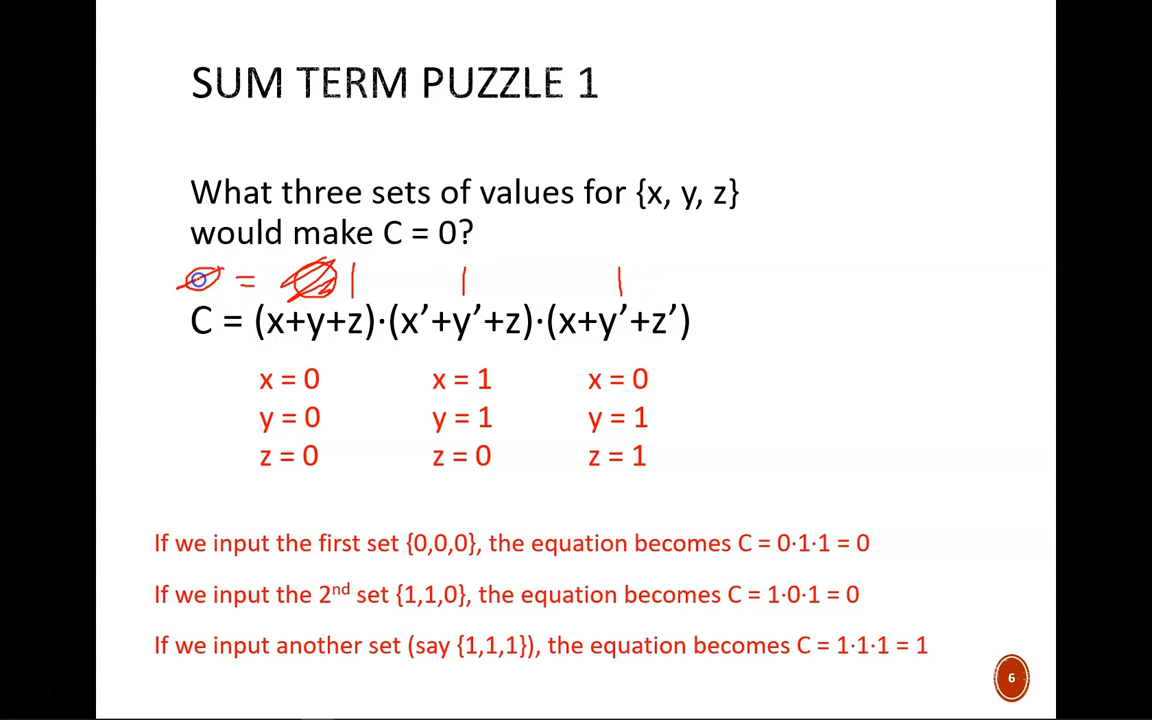 SUM TERM PUZZLE 1
What three sets of values for {x, y, z}
would make C = 0?
= | | |
C = (x+y+z)·(x’+y’+z)·(x+y’+z’)
x = 0 x = 1 x = 0
y = 0 y = 1 y = 1
z = 0 z = 0 z = 1
If we input the first set {0,0,0}, the equation becomes C = 0·1·1 = 0
If we input the 2nd set {1,1,0}, the equation becomes C = 1·0·1 = 0
If we input another set (say {1,1,1}), the equation becomes C = 1·1·1 = 1
6